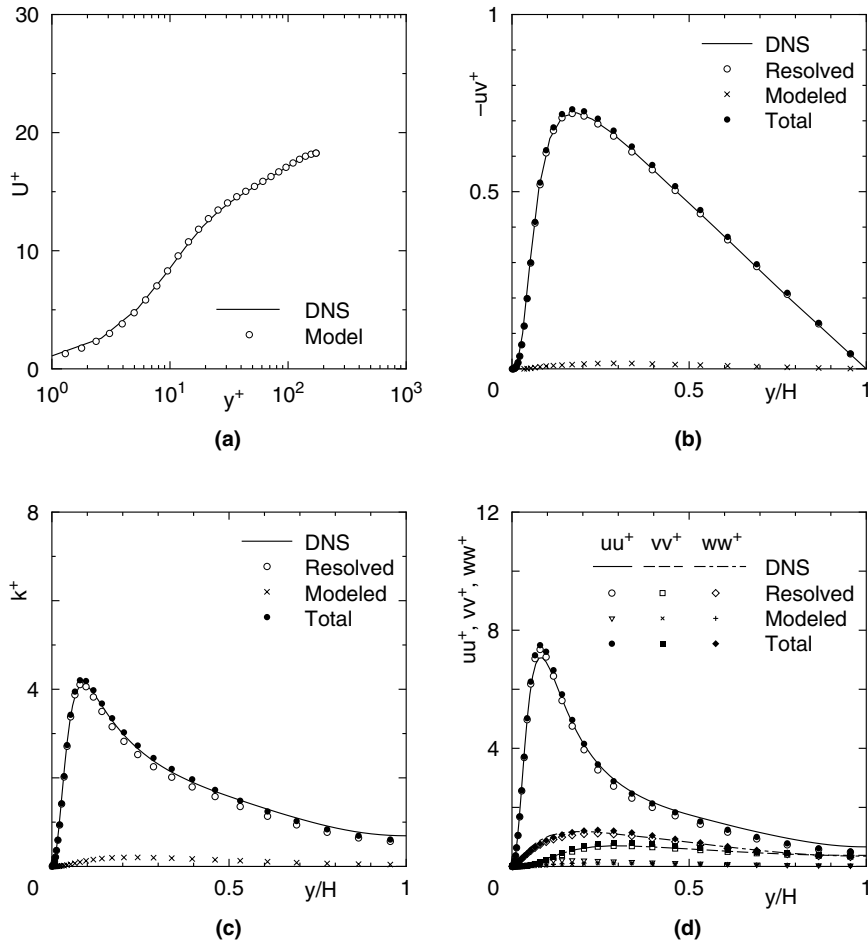 30
20
10
0
U+
10^0
10^1
10^2
10^3
y+
DNS
Model
(a)
1
0.5
0
−uv+
0.5
1
y/H
DNS
Resolved
Modeled
Total
(b)
8
4
0
k+
0.5
1
y/H
DNS
Resolved
Modeled
Total
(c)
12
8
4
0
uu+, vv+, ww+
0.5
1
y/H
uu+ vv+ ww+
DNS
Resolved
Modeled
Total
(d)